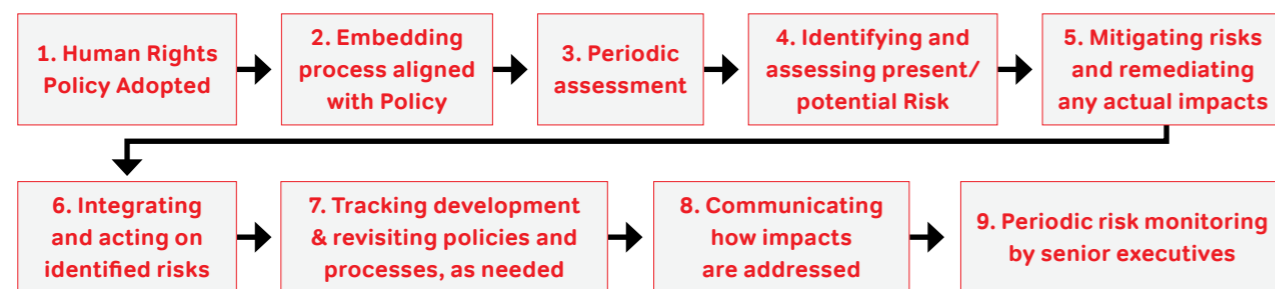 1. Human Rights
Policy Adopted
2. Embedding
process aligned
with Policy
3. Periodic
assessment
4. Identifying and
assessing present/
potential Risk
5. Mitigating risks
and remediating
any actual impacts
6. Integrating
and acting on
identified risks
7. Tracking development
& revisiting policies and
processes, as needed
8. Communicating
how impacts
are addressed
9. Periodic risk monitoring
by senior executives